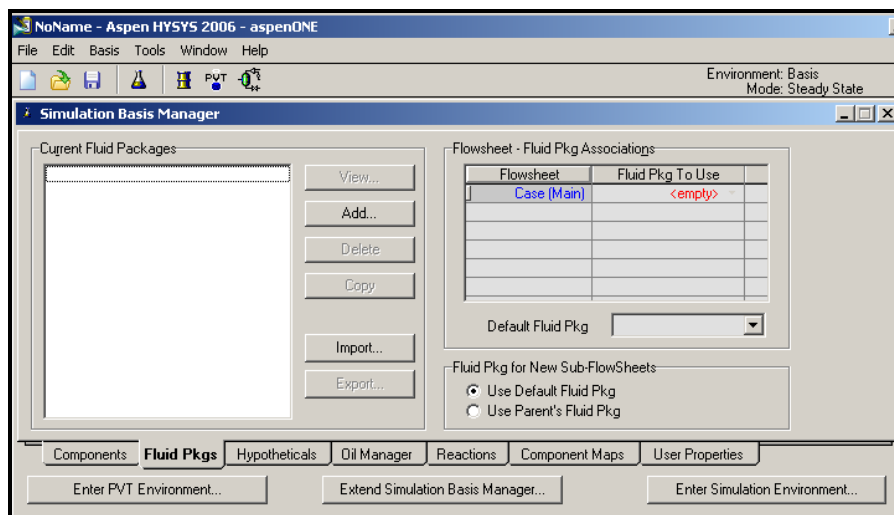 NoName - Aspen HYSYS 2006 - aspenONE
File Edit Basis Tools Window Help
PVT
Environment: Basis
Mode: Steady State
Simulation Basis Manager
Current Fluid Packages
View...
Add...
Delete
Copy
Import...
Export...
Flowsheet - Fluid Pkg Associations
Flowsheet Fluid Pkg To Use
Case (Main) <empty>
Default Fluid Pkg
Fluid Pkg for New Sub-FlowSheets
Use Default Fluid Pkg
Use Parent's Fluid Pkg
Components Fluid Pkgs Hypotheticals Oil Manager Reactions Component Maps User Properties
Enter PVT Environment... Extend Simulation Basis Manager... Enter Simulation Environment...